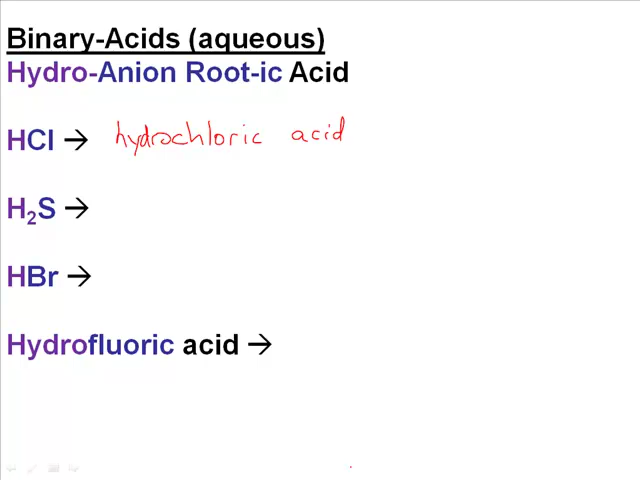 Binary-Acids (aqueous)
Hydro-Anion Root-ic Acid
HCl → hydrochloric acid
H₂S →
HBr →
Hydrofluoric acid →